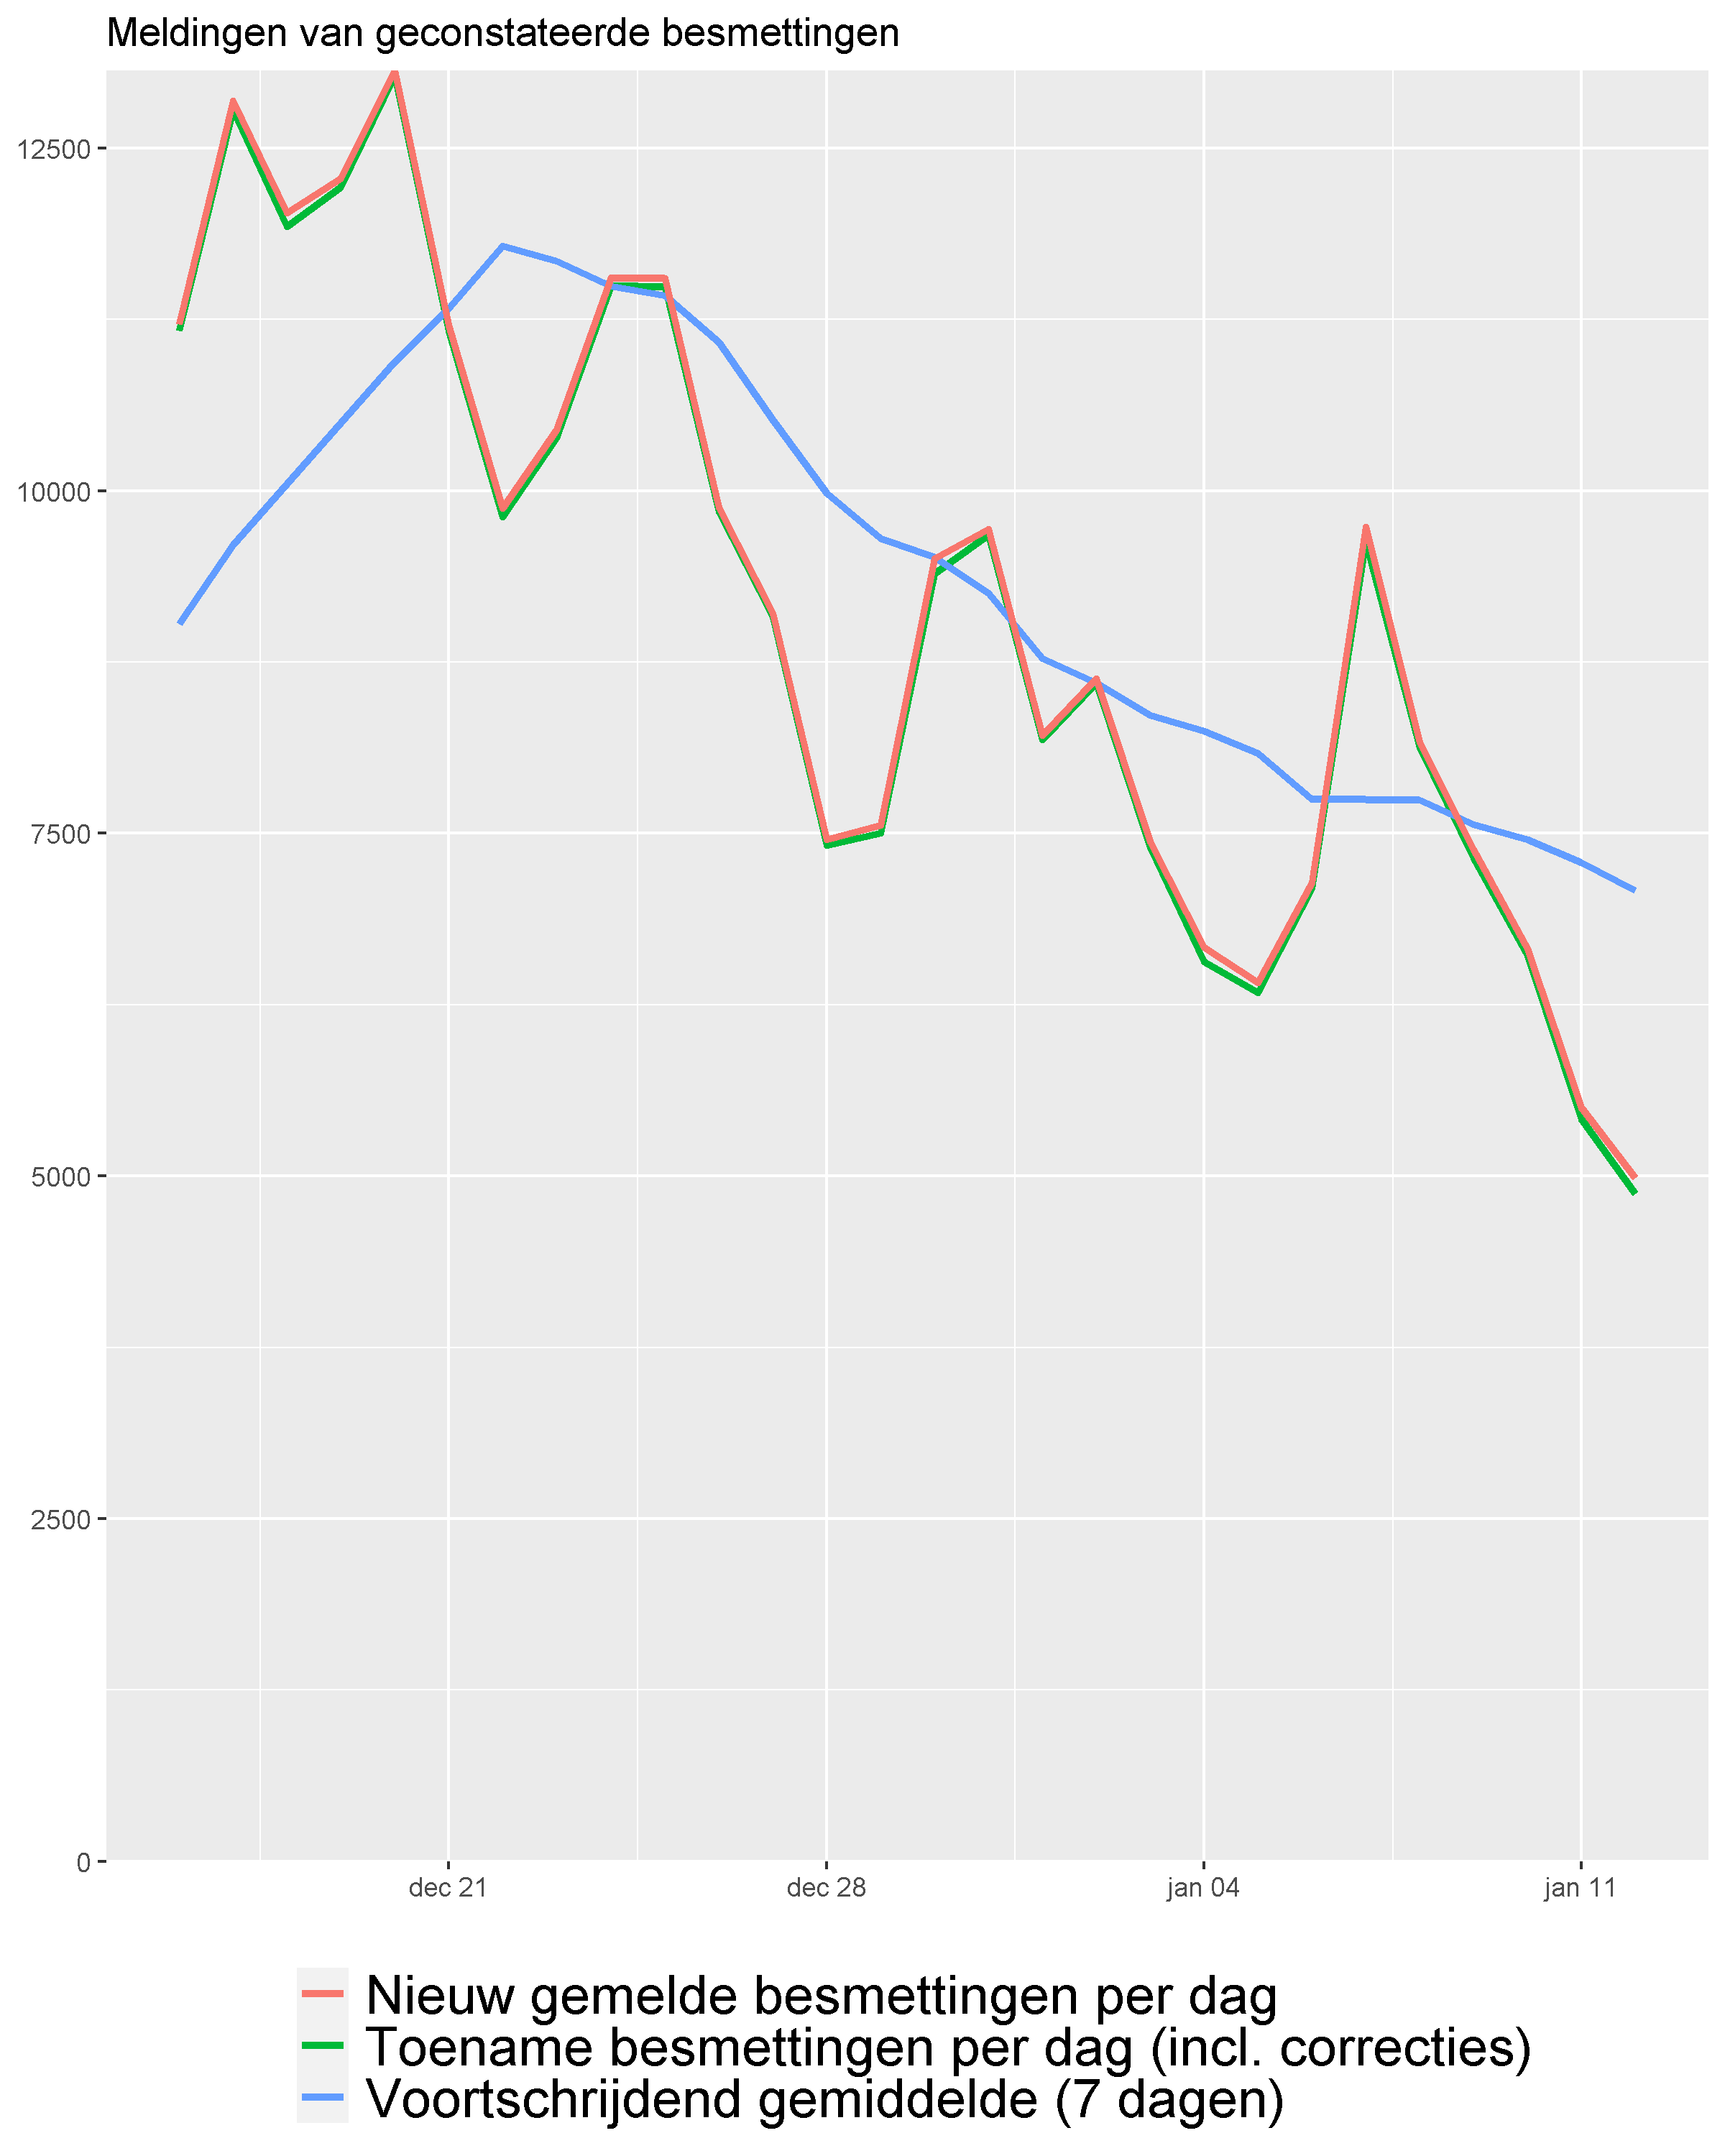 Meldingen van geconstateerde besmettingen
12500
10000
7500
5000
2500
0
dec 21
dec 28
jan 04
jan 11
Nieuw gemelde besmettingen per dag
Toename besmettingen per dag (incl. correcties)
Voortschrijdend gemiddelde (7 dagen)